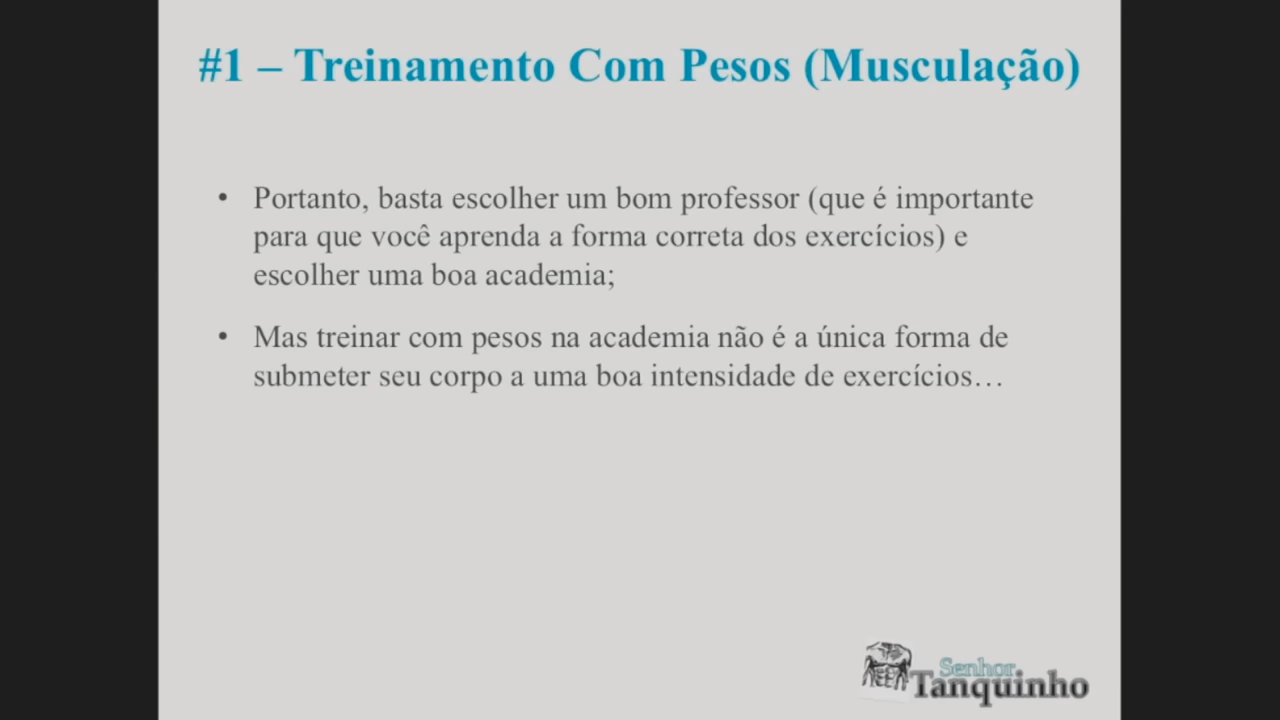 #1 – Treinamento Com Pesos (Musculação)
• Portanto, basta escolher um bom professor (que é importante
para que você aprenda a forma correta dos exercícios) e
escolher uma boa academia;
• Mas treinar com pesos na academia não é a única forma de
submeter seu corpo a uma boa intensidade de exercícios…
Senhor
Tanquinho